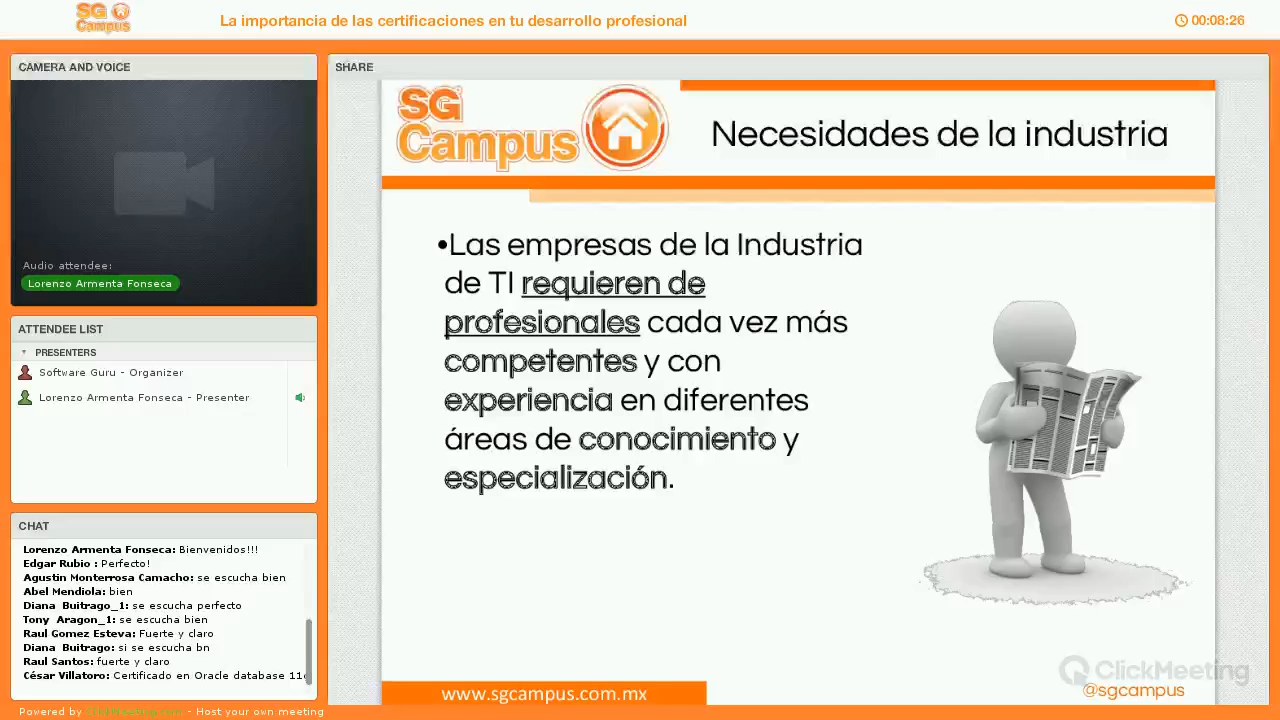 SG
Campus
La importancia de las certificaciones en tu desarrollo profesional
00:08:26
CAMERA AND VOICE
Audio attendee:
Lorenzo Armenta Fonseca
ATTENDEE LIST
PRESENTERS
Software Guru - Organizer
Lorenzo Armenta Fonseca - Presenter
CHAT
Lorenzo Armenta Fonseca: Bienvenidos!!!
Edgar Rubio : Perfecto!
Agustin Monterrosa Camacho: se escucha bien
Abel Mendiola: bien
Diana Buitrago_1: se escucha perfecto
Tony Aragon_1: se escucha bien
Raul Gomez Esteva: Fuerte y claro
Diana Buitrago: si se escucha bn
Raul Santos: fuerte y claro
César Villatoro: Certificado en Oracle database 11
Powered by ClickMeeting.com - Host your own meeting
SHARE
SG
Campus
Necesidades de la industria
•Las empresas de la Industria
de TI requieren de
profesionales cada vez más
competentes y con
experiencia en diferentes
áreas de conocimiento y
especialización.
www.sgcampus.com.mx
ClickMeeting
@sgcampus